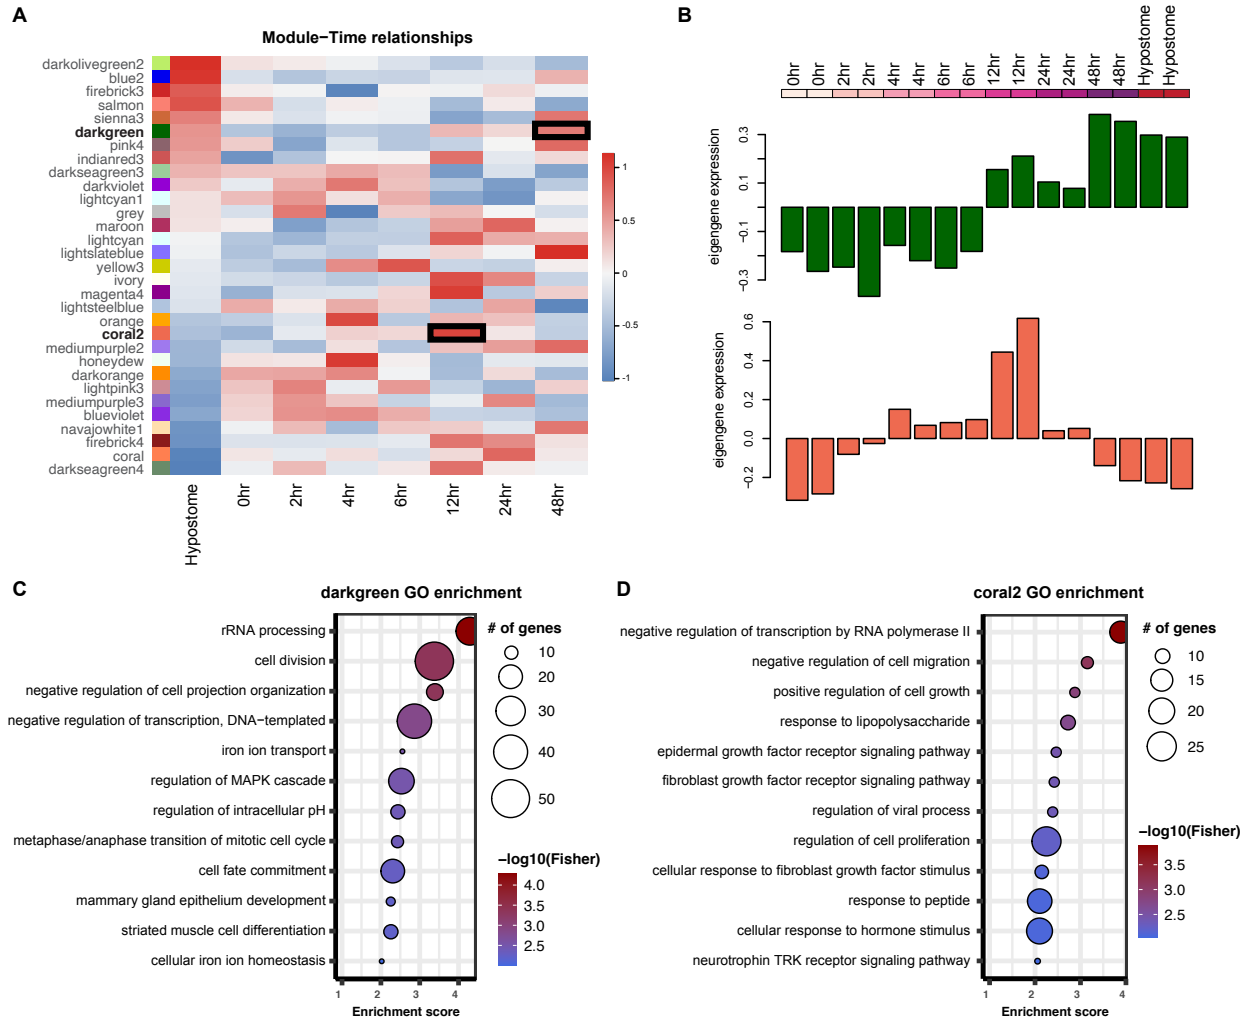 A
Module−Time relationships
darkolivegreen2
blue2
firebrick3
salmon
sienna3
darkgreen
pink4
indianred3
darkseagreen3
darkviolet
lightcyan1
grey
maroon
lightcyan
lightslateblue
yellow3
ivory
magenta4
lightsteelblue
orange
coral2
mediumpurple2
honeydew
darkorange
lightpink3
mediumpurple3
blueviolet
navajowhite1
firebrick4
coral
darkseagreen4
Hypostome
0hr
2hr
4hr
6hr
12hr
24hr
48hr
1
0.5
0
-0.5
-1
B
0hr
0hr
2hr
2hr
4hr
4hr
6hr
6hr
12hr
12hr
24hr
24hr
48hr
48hr
Hypostome
Hypostome
eigengene expression
0.3
0.1
−0.1
−0.3
eigengene expression
0.6
0.4
0.2
0.0
−0.2
C
darkgreen GO enrichment
rRNA processing
cell division
negative regulation of cell projection organization
negative regulation of transcription, DNA−templated
iron ion transport
regulation of MAPK cascade
regulation of intracellular pH
metaphase/anaphase transition of mitotic cell cycle
cell fate commitment
mammary gland epithelium development
striated muscle cell differentiation
cellular iron ion homeostasis
1
2
3
4
Enrichment score
# of genes
10
20
30
40
50
−log10(Fisher)
4.0
3.5
3.0
2.5
D
coral2 GO enrichment
negative regulation of transcription by RNA polymerase II
negative regulation of cell migration
positive regulation of cell growth
response to lipopolysaccharide
epidermal growth factor receptor signaling pathway
fibroblast growth factor receptor signaling pathway
regulation of viral process
regulation of cell proliferation
cellular response to fibroblast growth factor stimulus
response to peptide
cellular response to hormone stimulus
neurotrophin TRK receptor signaling pathway
1
2
3
4
Enrichment score
# of genes
10
15
20
25
−log10(Fisher)
3.5
3.0
2.5